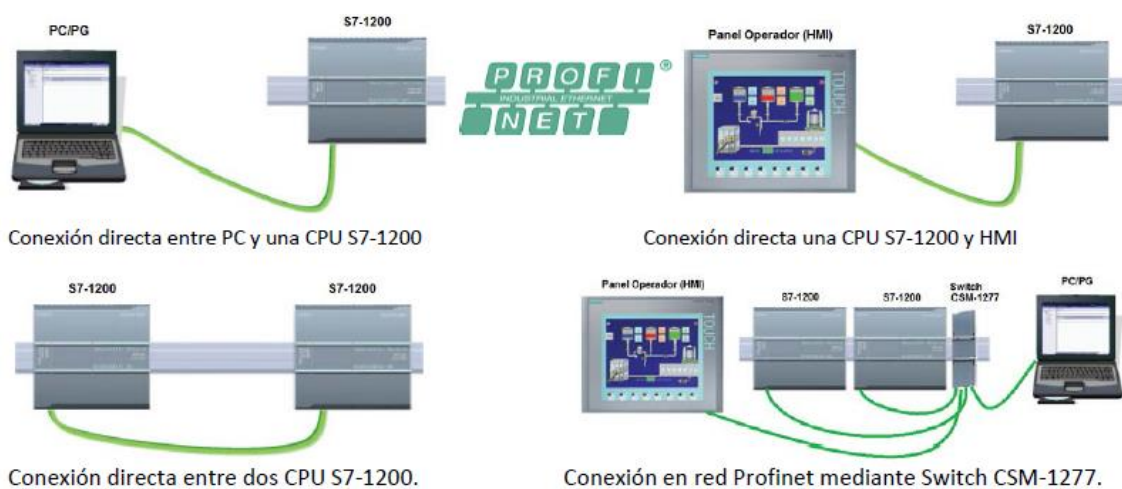 PC/PG
S7-1200
PROFI
INDUSTRIAL ETHERNET
NET
®
Panel Operador (HMI)
S7-1200
TOUCH
Conexión directa entre PC y una CPU S7-1200
Conexión directa una CPU S7-1200 y HMI
S7-1200
S7-1200
Panel Operador (HMI)
S7-1200
S7-1200
Switch
CSM-1277
PC/PG
TOUCH
Conexión directa entre dos CPU S7-1200.
Conexión en red Profinet mediante Switch CSM-1277.